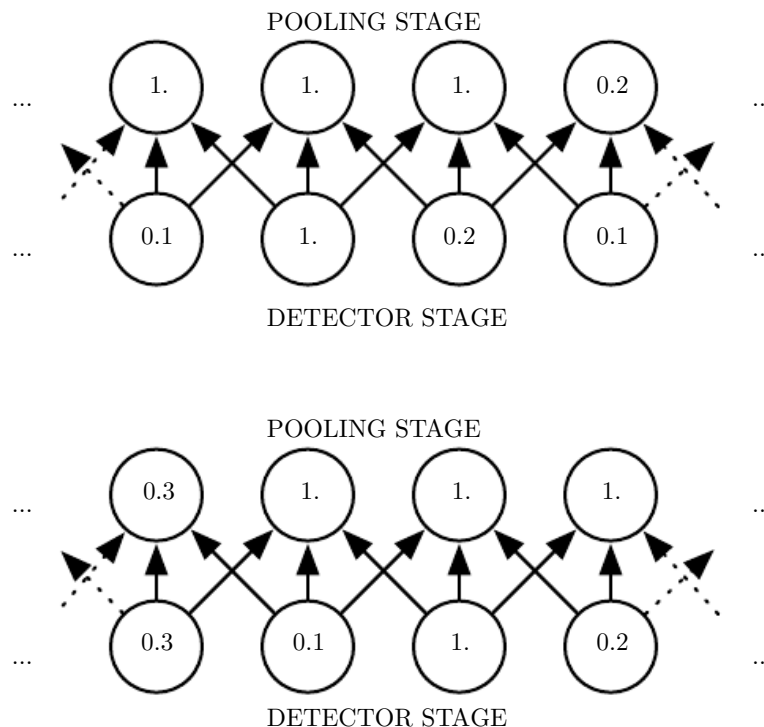 POOLING STAGE
... 1. 1. 1. 0.2 ..
... 0.1 1. 0.2 0.1 ..
DETECTOR STAGE
POOLING STAGE
... 0.3 1. 1. 1. ..
... 0.3 0.1 1. 0.2 ..
DETECTOR STAGE